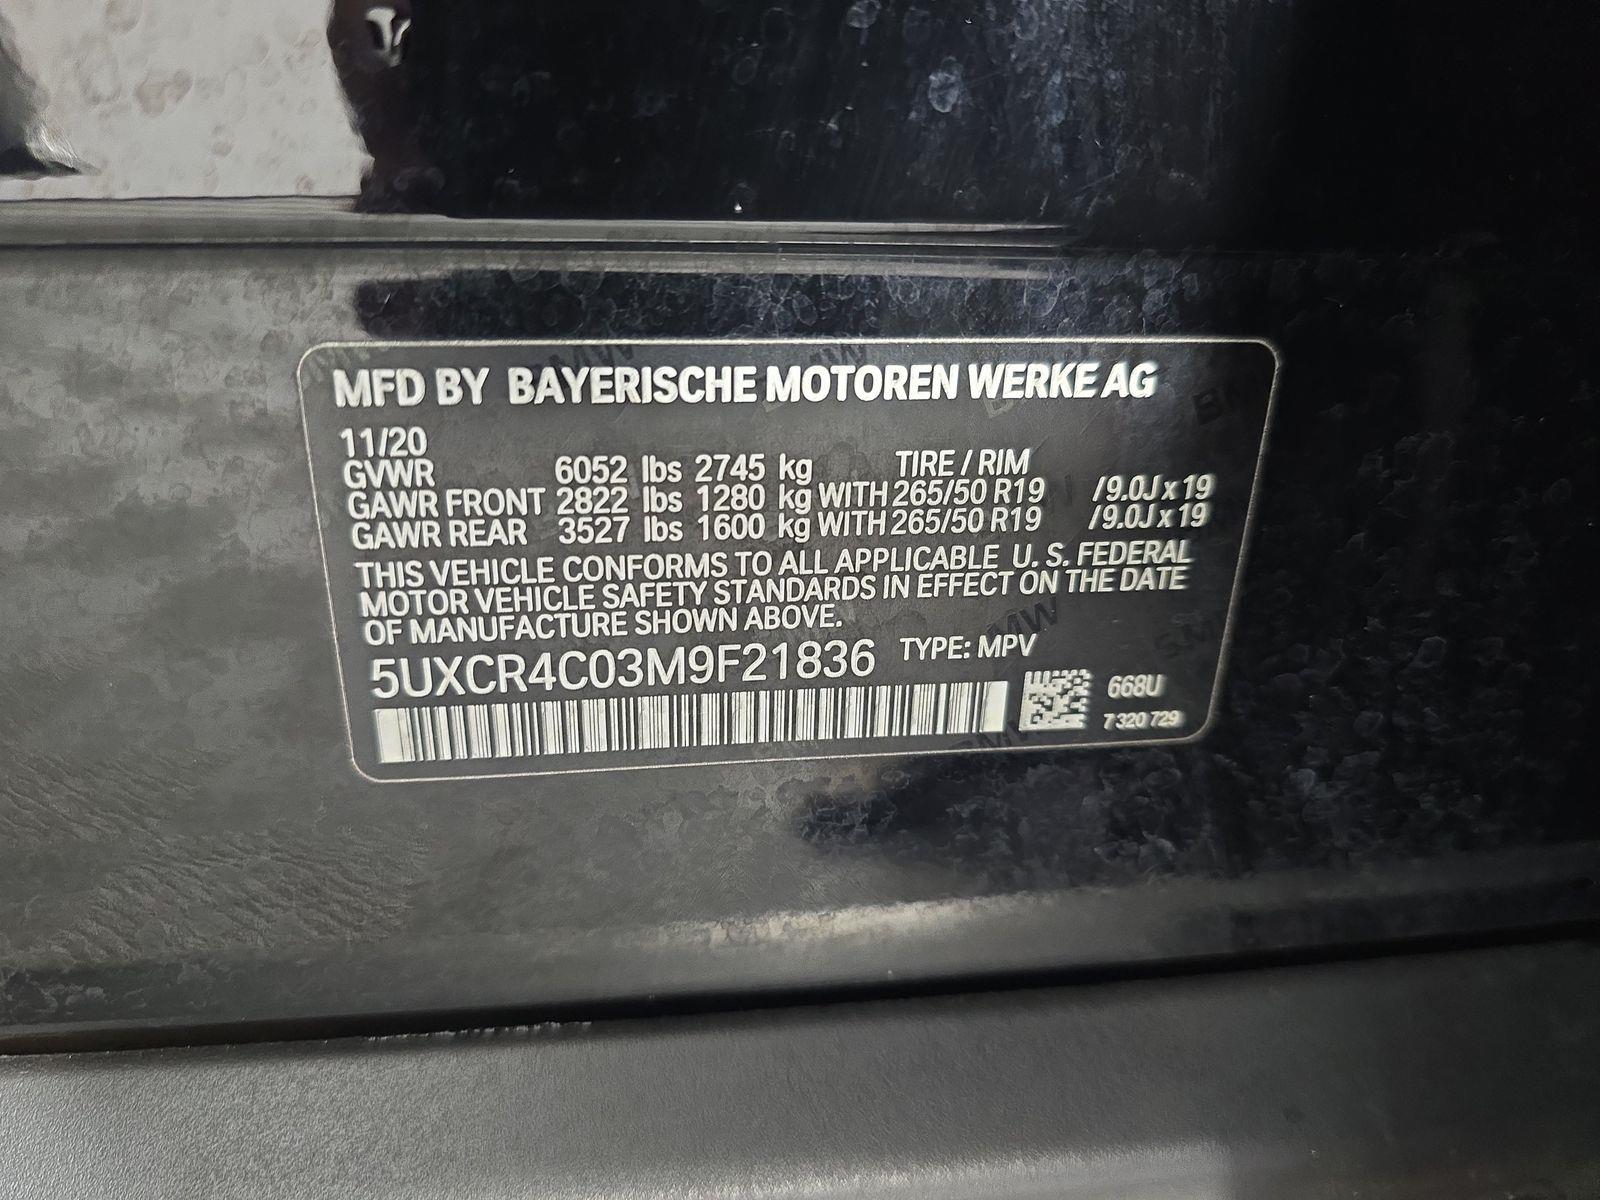 MFD BY BAYERISCHE MOTOREN WERKE AG
11/20
GVWR 6052 lbs 2745 kg TIRE / RIM
GAWR FRONT 2822 lbs 1280 kg WITH 265/50 R19 /9.0J x 19
GAWR REAR 3527 lbs 1600 kg WITH 265/50 R19 /9.0J x 19
THIS VEHICLE CONFORMS TO ALL APPLICABLE U. S. FEDERAL
MOTOR VEHICLE SAFETY STANDARDS IN EFFECT ON THE DATE
OF MANUFACTURE SHOWN ABOVE.
5UXCR4C03M9F21836 TYPE: MPV
668U
7 320 729